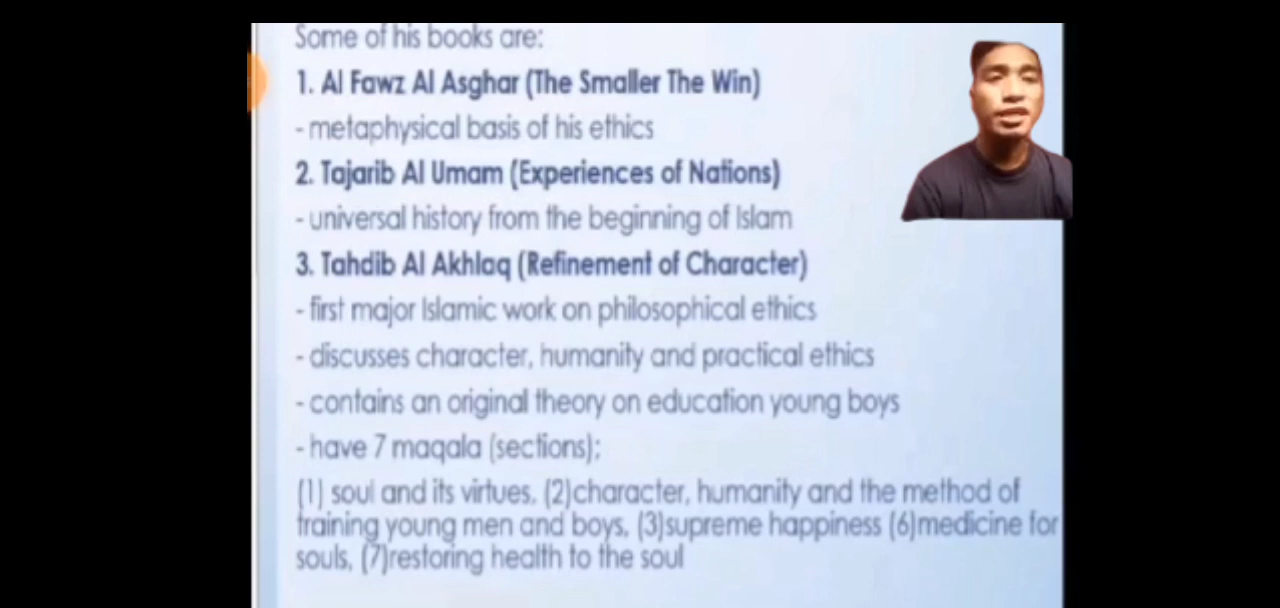 Some of his books are:
1. Al Fawz Al Asghar (The Smaller The Win)
- metaphysical basis of his ethics
2. Tajarib Al Umam (Experiences of Nations)
- universal history from the beginning of Islam
3. Tahdib Al Akhlaq (Refinement of Character)
- first major Islamic work on philosophical ethics
- discusses character, humanity and practical ethics
- contains an original theory on education young boys
- have 7 maqala (sections);
(1) soul and its virtues, (2)character, humanity and the method of
training young men and boys, (3)supreme happiness (6)medicine for
souls, (7)restoring health to the soul